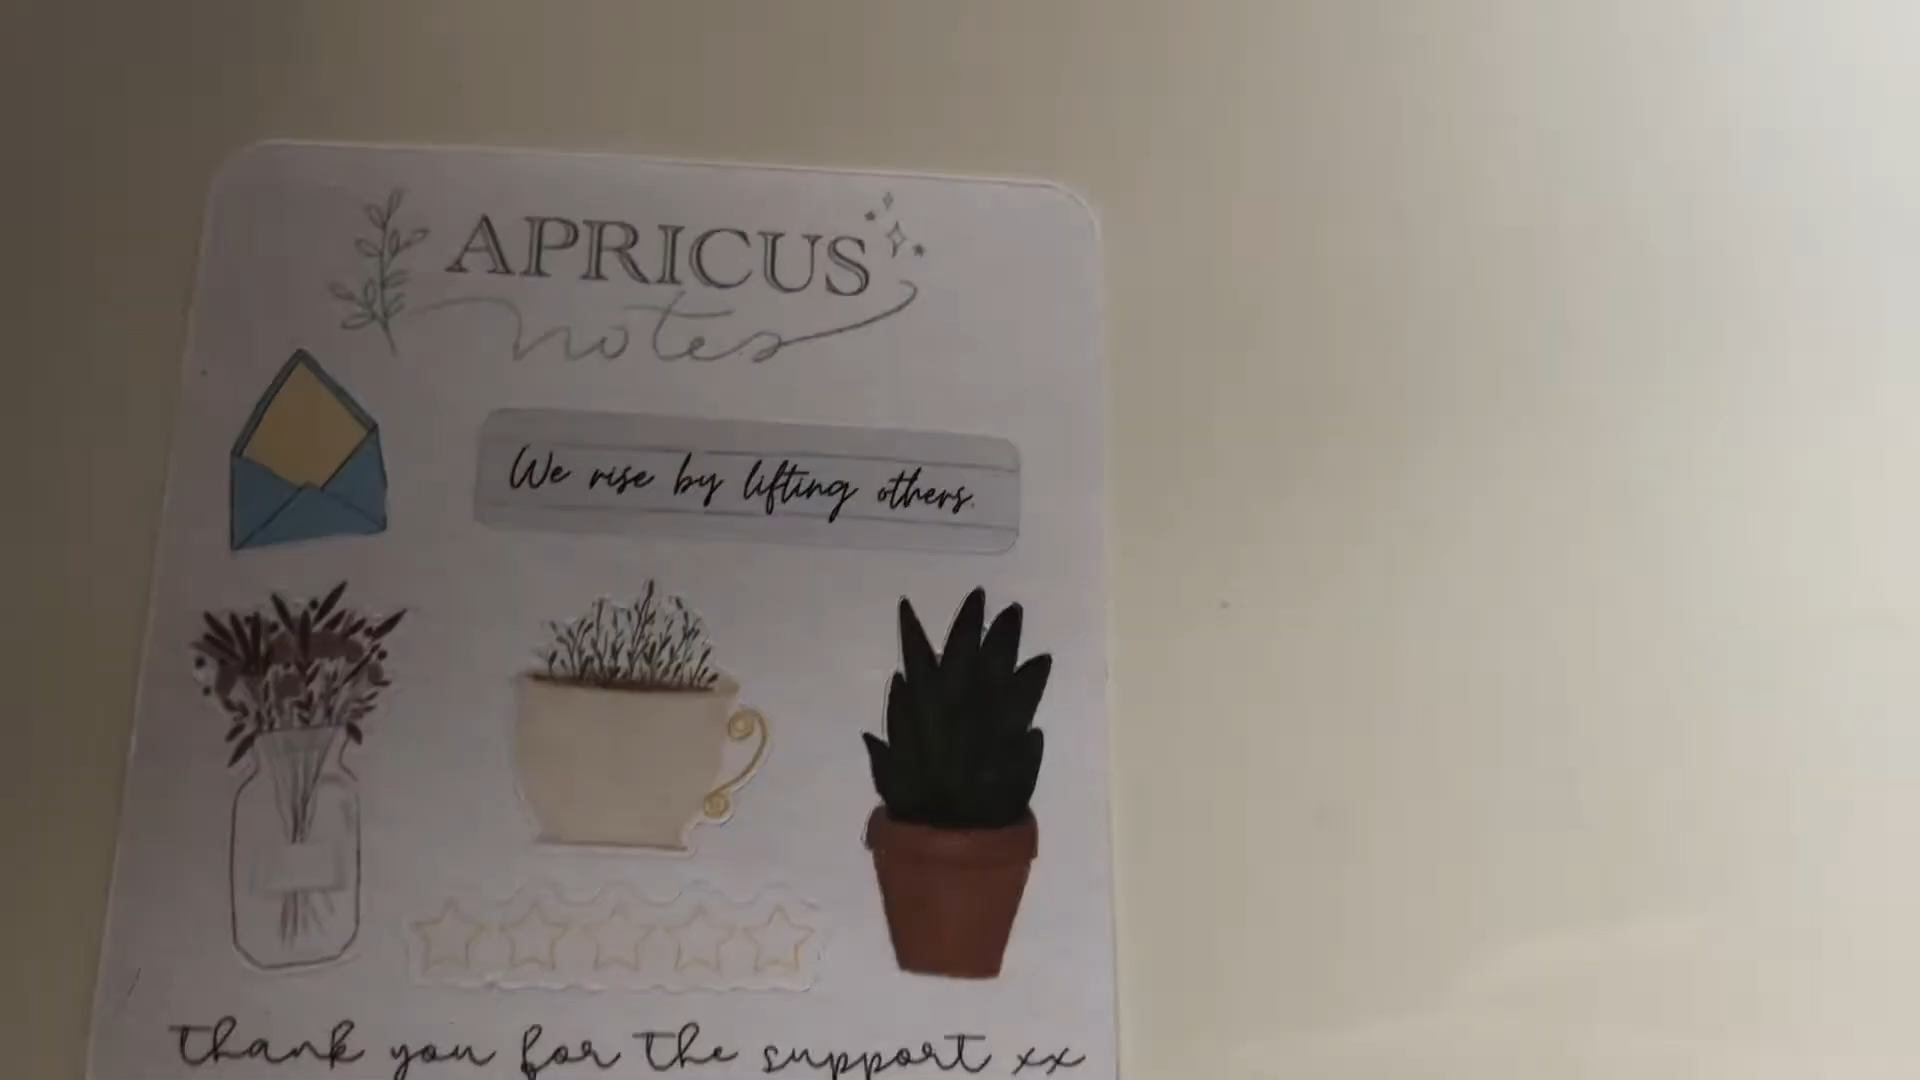 APRICUS
notes
We rise by lifting others.
thank you for the support xx